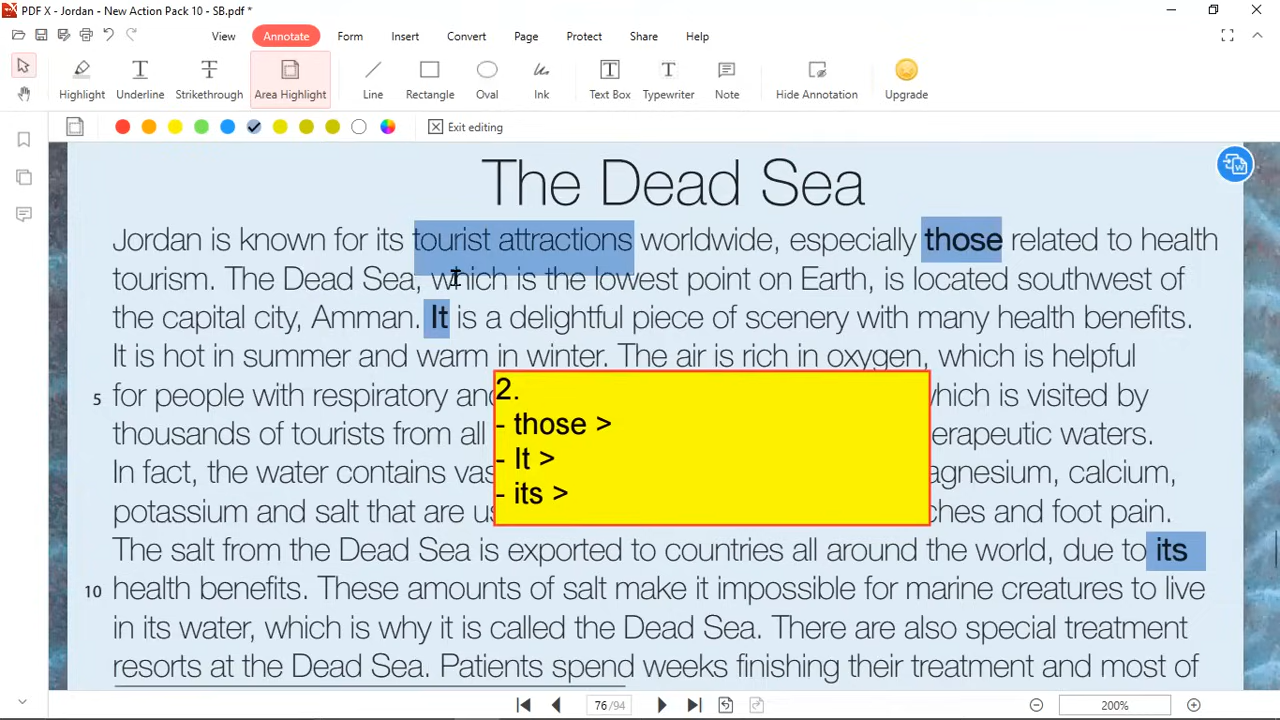 PDF X - Jordan - New Action Pack 10 - SB.pdf *
View Annotate Form Insert Convert Page Protect Share Help
Highlight Underline Strikethrough Area Highlight Line Rectangle Oval Ink Text Box Typewriter Note Hide Annotation Upgrade
Exit editing
The Dead Sea
Jordan is known for its tourist attractions worldwide, especially those related to health
tourism. The Dead Sea, which is the lowest point on Earth, is located southwest of
the capital city, Amman. It is a delightful piece of scenery with many health benefits.
It is hot in summer and warm in winter. The air is rich in oxygen, which is helpful
5 for people with respiratory and which is visited by
thousands of tourists from all erapeutic waters.
In fact, the water contains vas agnesium, calcium,
potassium and salt that are us ches and foot pain.
2.
- those >
- It >
- its >
The salt from the Dead Sea is exported to countries all around the world, due to its
10 health benefits. These amounts of salt make it impossible for marine creatures to live
in its water, which is why it is called the Dead Sea. There are also special treatment
resorts at the Dead Sea. Patients spend weeks finishing their treatment and most of
76/94
200%